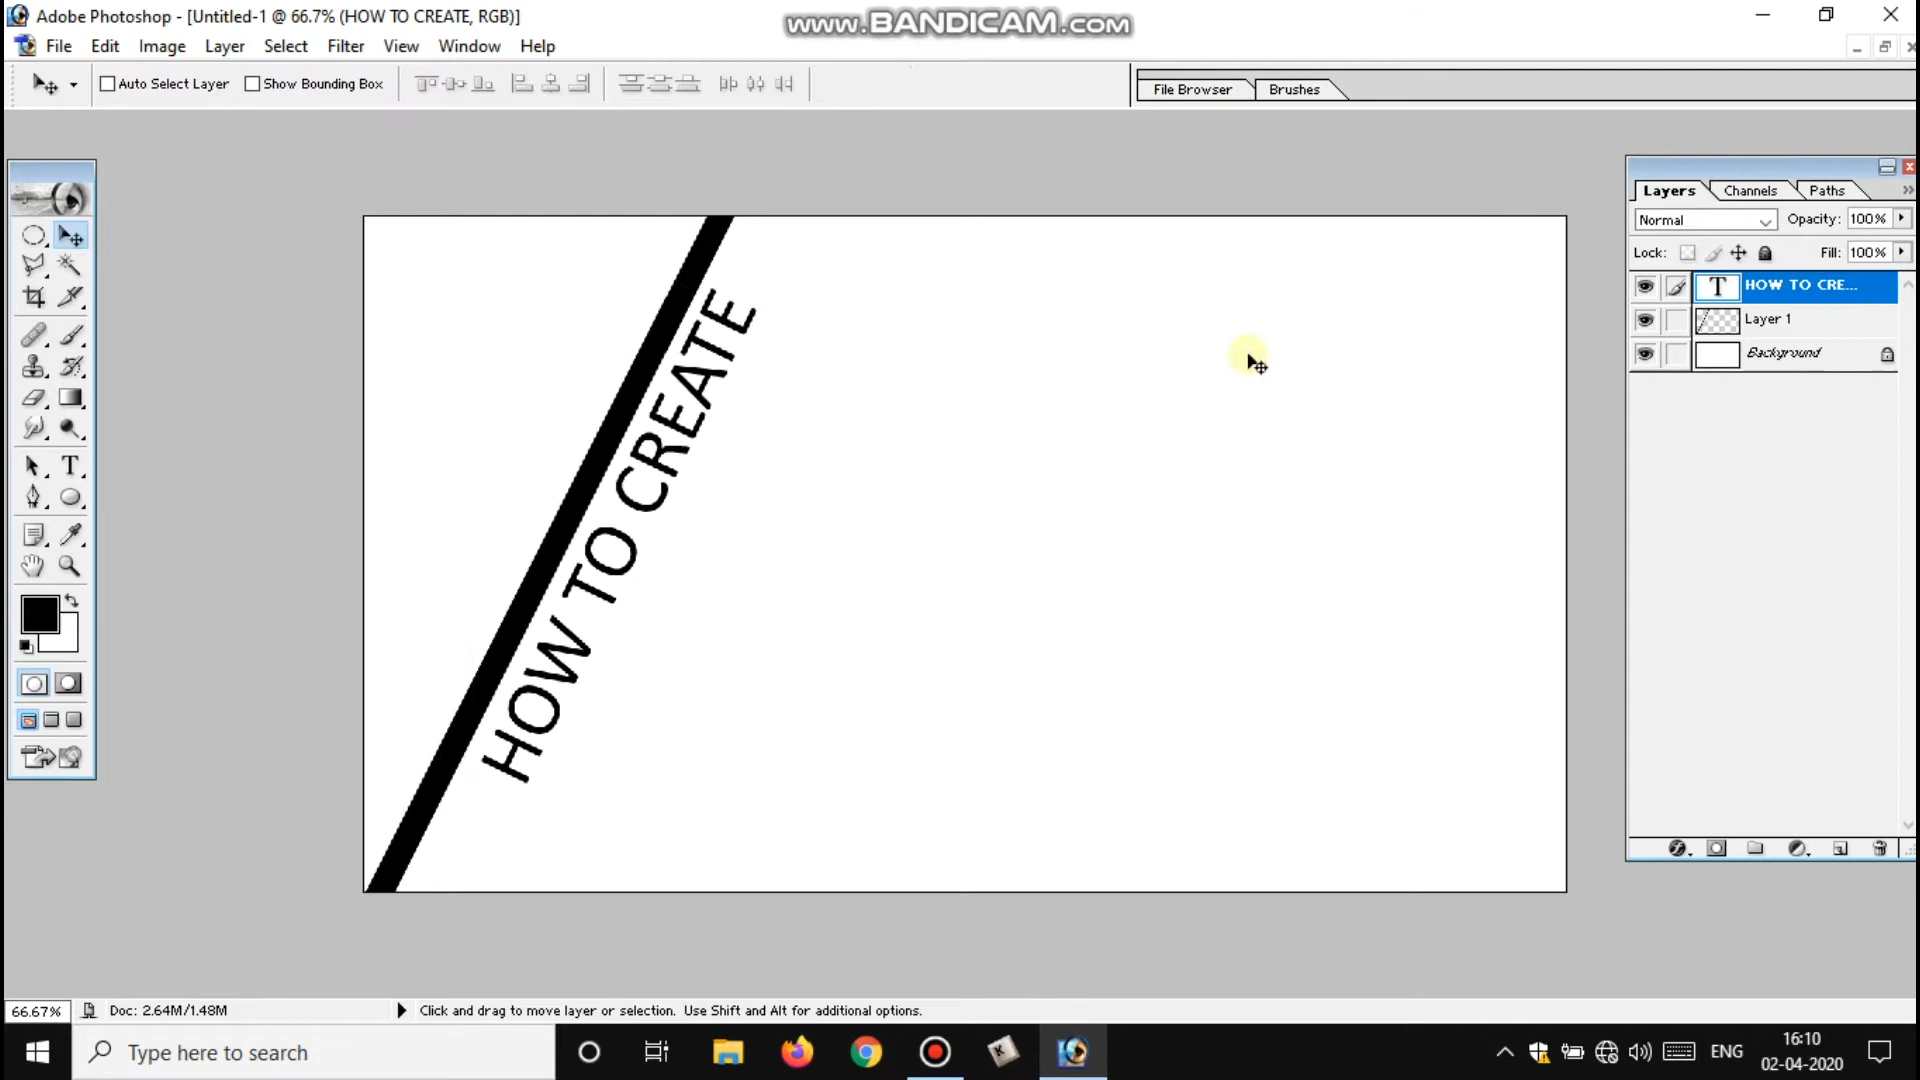 Adobe Photoshop - [Untitled-1 @ 66.7% (HOW TO CREATE, RGB)]
www.BANDICAM.com
File Edit Image Layer Select Filter View Window Help
Auto Select Layer Show Bounding Box
File Browser Brushes
Layers Channels Paths
Normal Opacity: 100%
Lock: Fill: 100%
T HOW TO CRE...
Layer 1
Background
HOW TO CREATE
T
66.67% Doc: 2.64M/1.48M Click and drag to move layer or selection. Use Shift and Alt for additional options.
Type here to search
ENG
16:10
02-04-2020